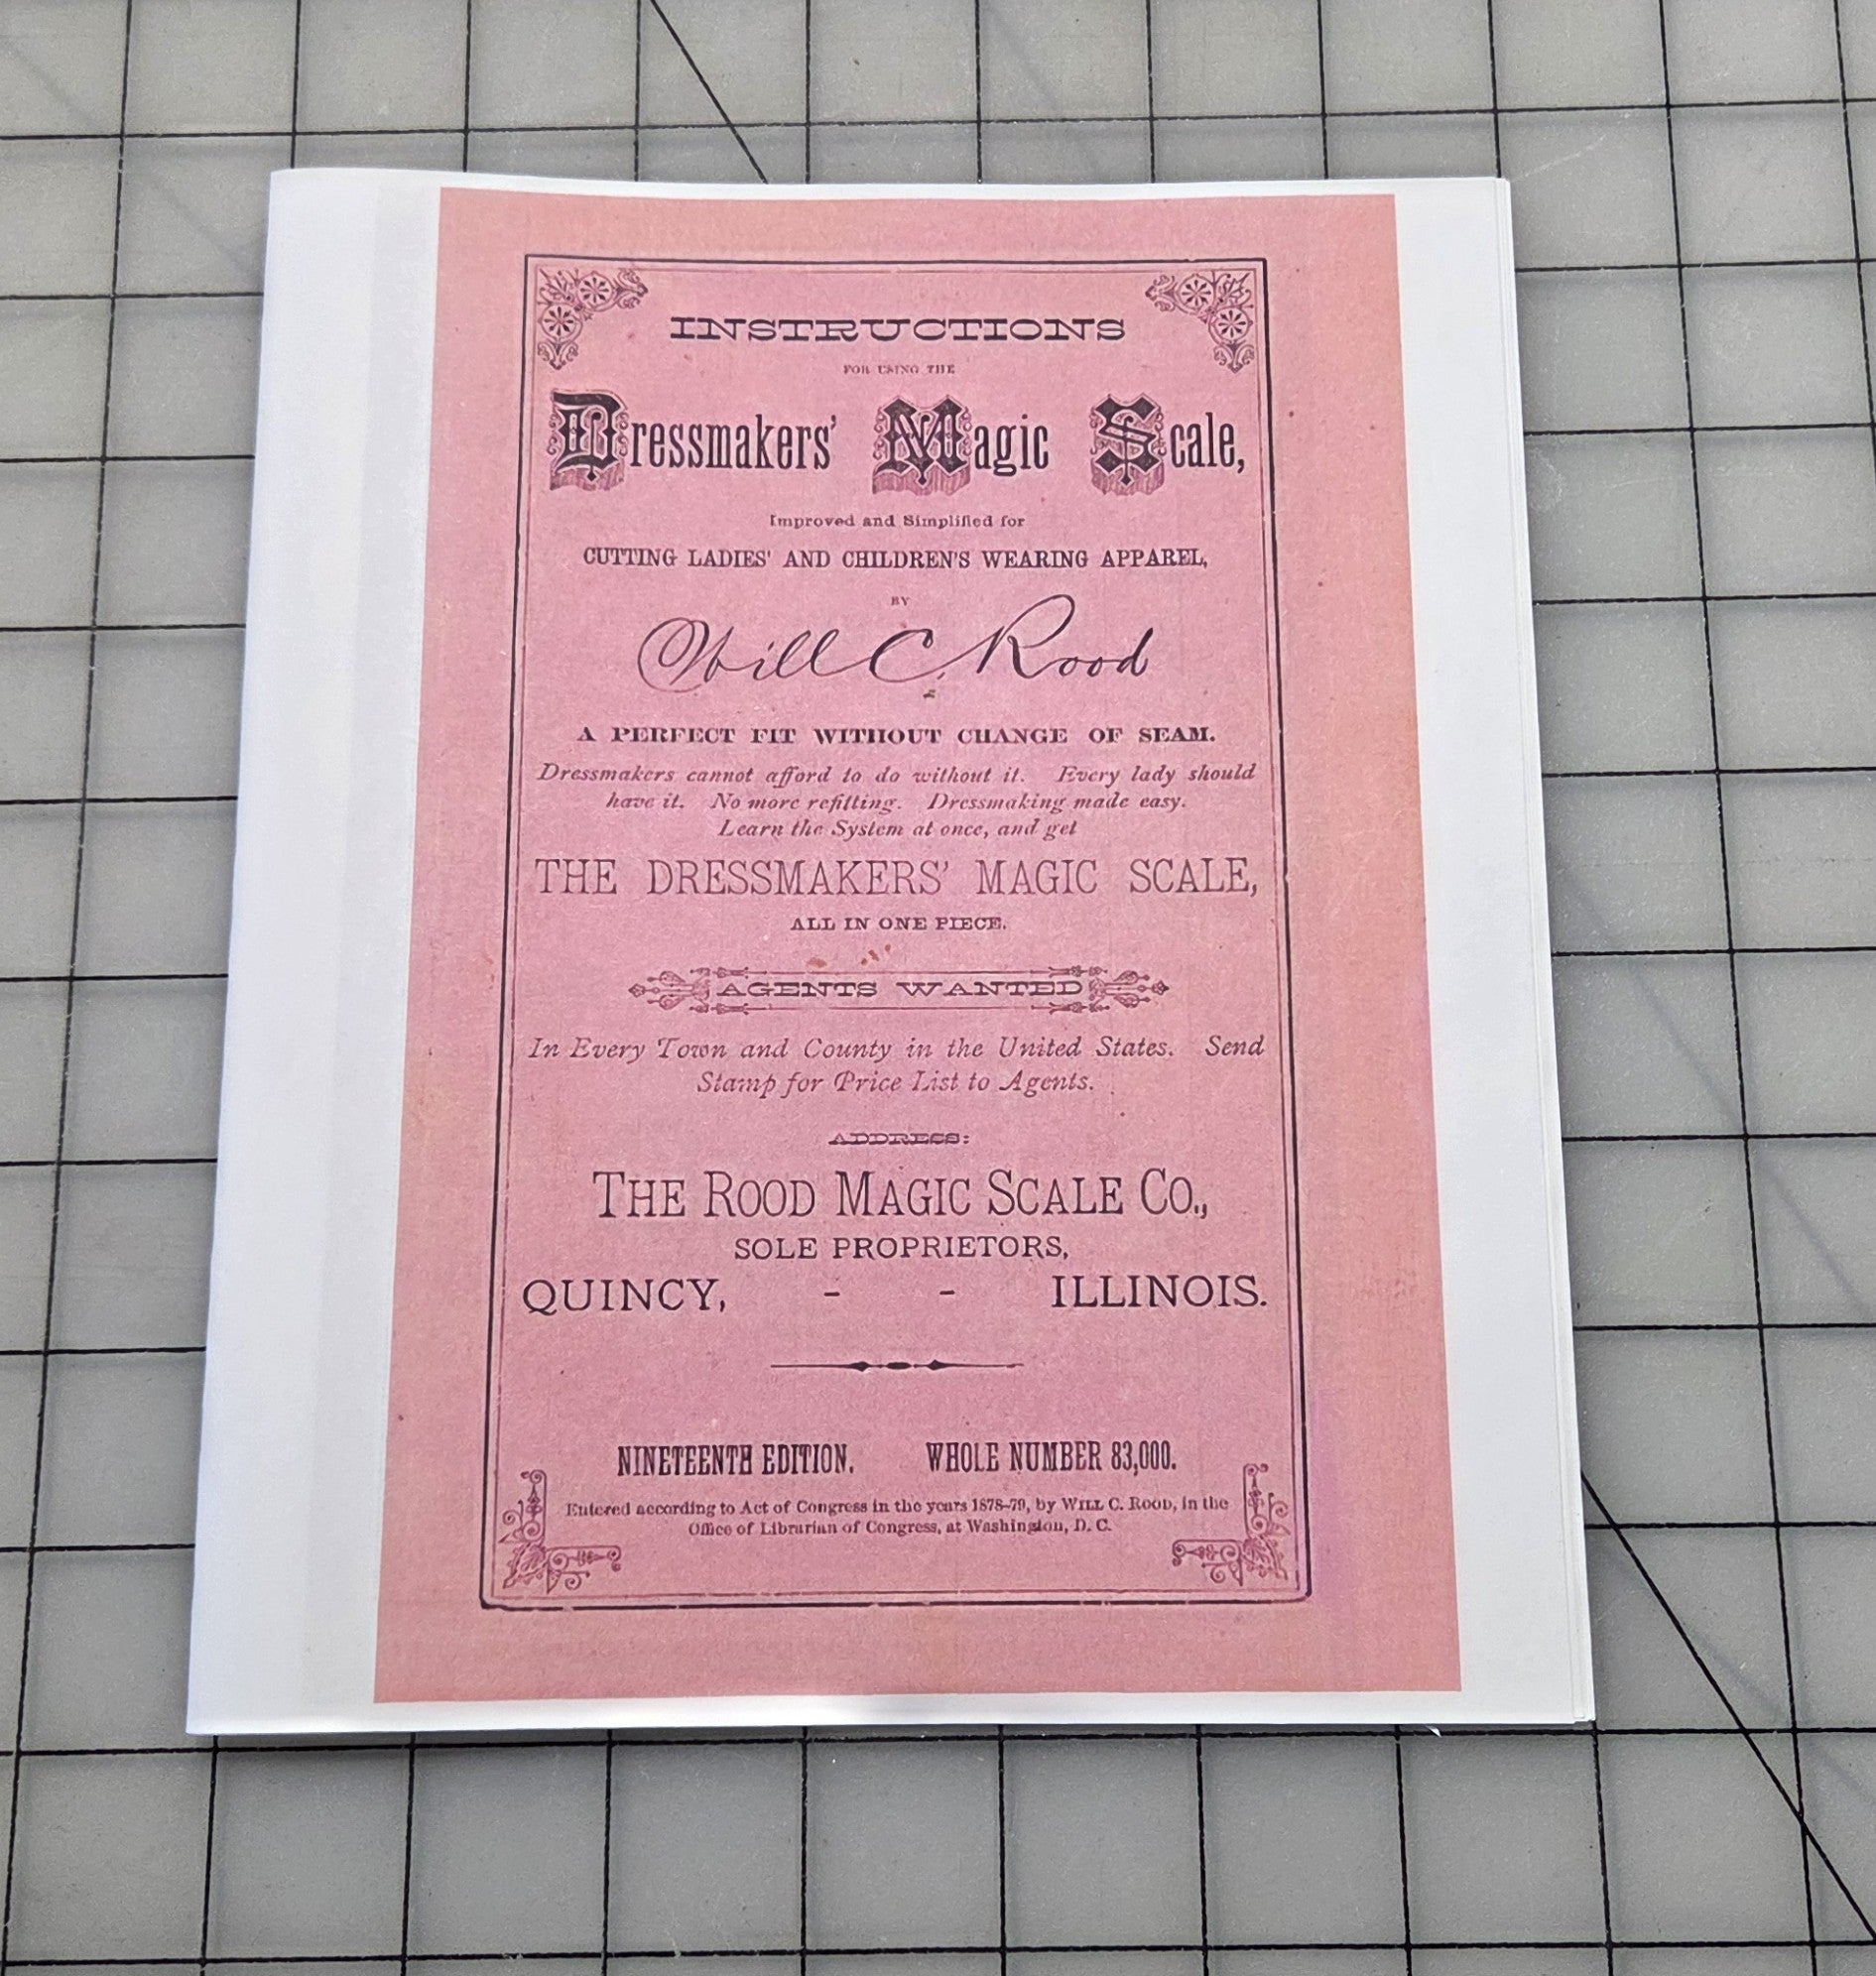 INSTRUCTIONS
FOR USING THE
Dressmakers' Magic Scale,
Improved and Simplified for
CUTTING LADIES' AND CHILDREN'S WEARING APPAREL,
BY
Will C. Rood
A PERFECT FIT WITHOUT CHANGE OF SEAM.
Dressmakers cannot afford to do without it. Every lady should
have it. No more refitting. Dressmaking made easy.
Learn the System at once, and get
THE DRESSMAKERS' MAGIC SCALE,
ALL IN ONE PIECE.
AGENTS WANTED
In Every Town and County in the United States. Send
Stamp for Price List to Agents.
ADDRESS:
THE ROOD MAGIC SCALE CO.,
SOLE PROPRIETORS,
QUINCY, - - ILLINOIS.
NINETEENTH EDITION. WHOLE NUMBER 83,000.
Entered according to Act of Congress in the years 1878-79, by WILL C. ROOD, in the
Office of Librarian of Congress, at Washington, D. C.